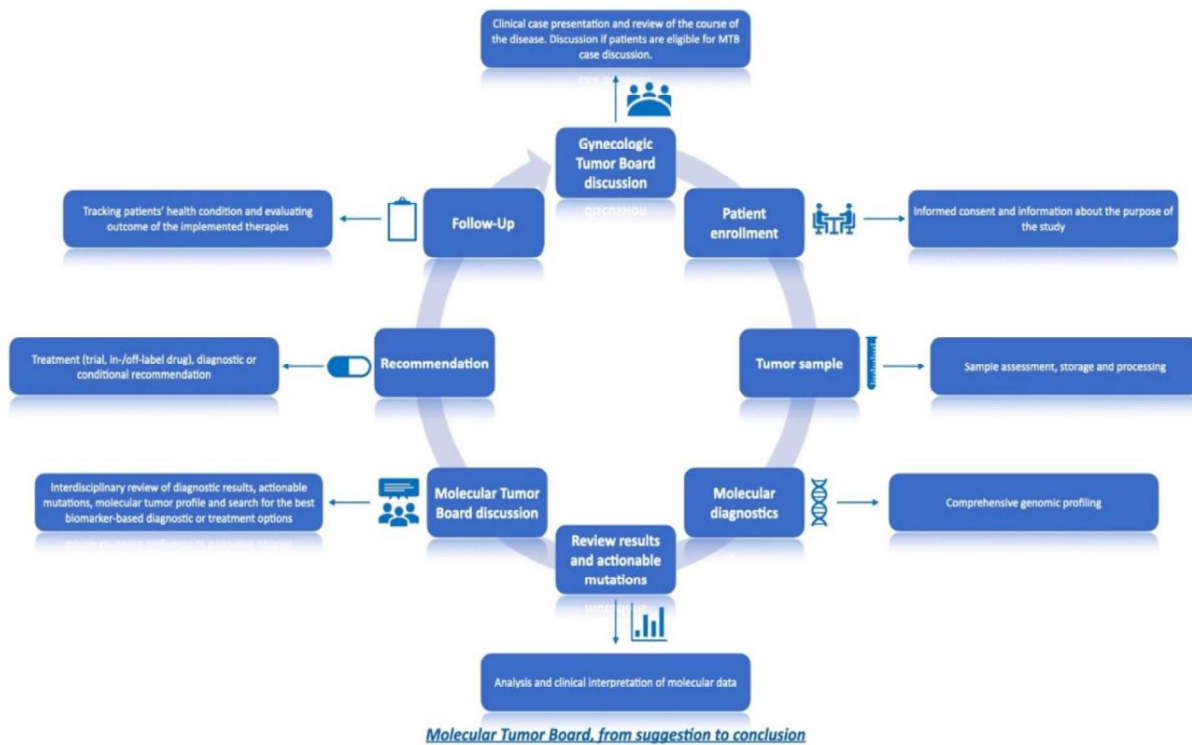 Clinical case presentation and review of the course of
the disease. Discussion if patients are eligible for MTB
case discussion.
Gynecologic
Tumor Board
discussion
Patient
enrollment
Informed consent and information about the purpose of
the study
Tumor sample
Sample assessment, storage and processing
Molecular
diagnostics
Comprehensive genomic profiling
Review results
and actionable
mutations
Analysis and clinical interpretation of molecular data
Molecular Tumor
Board discussion
Interdisciplinary review of diagnostic results, actionable
mutations, molecular tumor profile and search for the best
biomarker-based diagnostic or treatment options
Recommendation
Treatment (trial, in-/off-label drug). diagnostic or
conditional recommendation
Follow-Up
Tracking patients' health condition and evaluating
outcome of the implemented therapies
Molecular Tumor Board, from suggestion to conclusion